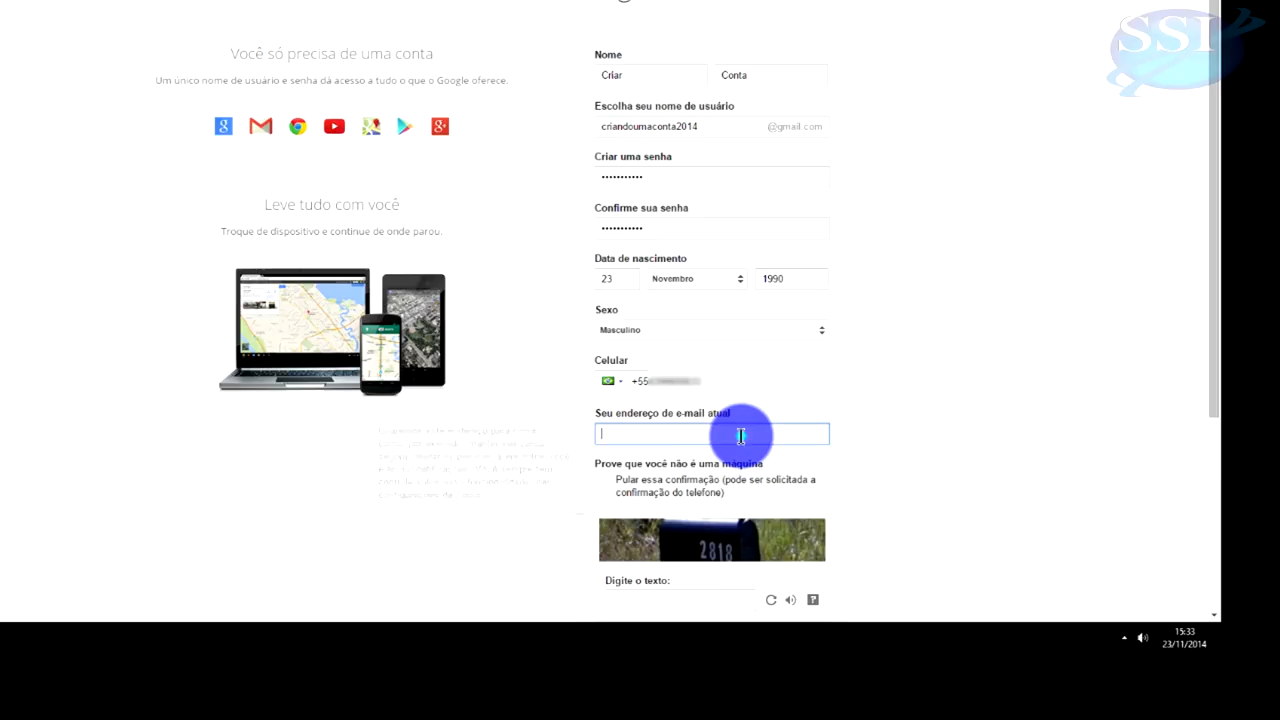 SSI
Você só precisa de uma conta
Um único nome de usuário e senha dá acesso a tudo o que o Google oferece.
Leve tudo com você
Troque de dispositivo e continue de onde parou.
Nome
Criar Conta
Escolha seu nome de usuário
criandoumaconta2014 @gmail.com
Criar uma senha
Confirme sua senha
Data de nascimento
23 Novembro 1990
Sexo
Masculino
Celular
+55
Seu endereço de e-mail atual
Prove que você não é uma máquina
Pular essa confirmação (pode ser solicitada a
confirmação do telefone)
2818
Digite o texto:
15:33
23/11/2014